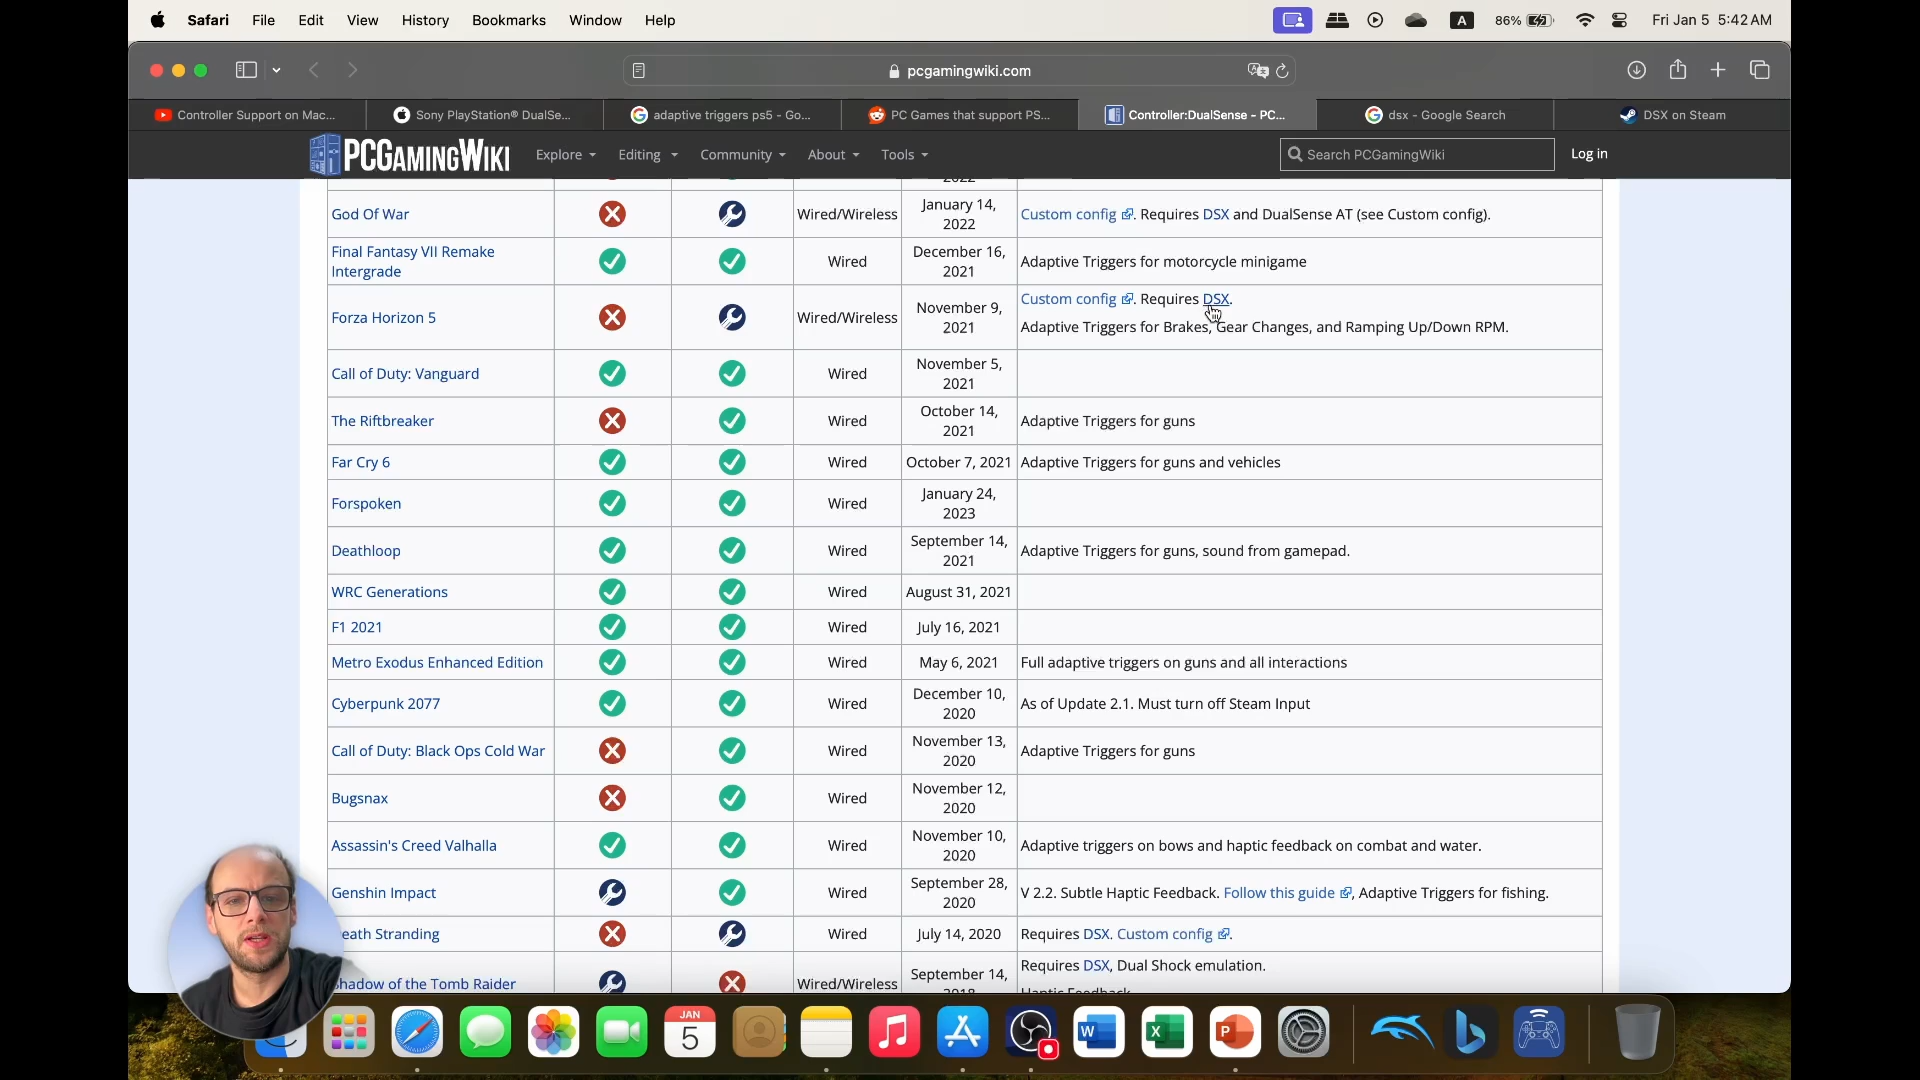 Safari File Edit View History Bookmarks Window Help
A 86% Fri Jan 5 5:42 AM
pcgamingwiki.com
Controller Support on Mac...
Sony PlayStation® DualSe...
adaptive triggers ps5 - Go...
PC Games that support PS...
Controller:DualSense - PC...
dsx - Google Search
DSX on Steam
PCGamingWiki Explore Editing Community About Tools Search PCGamingWiki Log in
2022
God Of War Wired/Wireless January 14,
2022
Custom config. Requires DSX and DualSense AT (see Custom config).
Final Fantasy VII Remake
Intergrade
Wired
December 16,
2021
Adaptive Triggers for motorcycle minigame
Forza Horizon 5
Wired/Wireless
November 9,
2021
Custom config. Requires DSX.
Adaptive Triggers for Brakes, Gear Changes, and Ramping Up/Down RPM.
Call of Duty: Vanguard
Wired
November 5,
2021
The Riftbreaker
Wired
October 14,
2021
Adaptive Triggers for guns
Far Cry 6 Wired October 7, 2021 Adaptive Triggers for guns and vehicles
Forspoken
Wired
January 24,
2023
Deathloop
Wired
September 14,
2021
Adaptive Triggers for guns, sound from gamepad.
WRC Generations Wired August 31, 2021
F1 2021 Wired July 16, 2021
Metro Exodus Enhanced Edition Wired May 6, 2021 Full adaptive triggers on guns and all interactions
Cyberpunk 2077
Wired
December 10,
2020
As of Update 2.1. Must turn off Steam Input
Call of Duty: Black Ops Cold War
Wired
November 13,
2020
Adaptive Triggers for guns
Bugsnax
Wired
November 12,
2020
Assassin's Creed Valhalla
Wired
November 10,
2020
Adaptive triggers on bows and haptic feedback on combat and water.
Genshin Impact
Wired
September 28,
2020
V 2.2. Subtle Haptic Feedback. Follow this guide, Adaptive Triggers for fishing.
eath Stranding Wired July 14, 2020 Requires DSX. Custom config.
hadow of the Tomb Raider
Wired/Wireless
September 14,
2018
Requires DSX, Dual Shock emulation.
Haptic Feedback
JAN
5
W
X
P